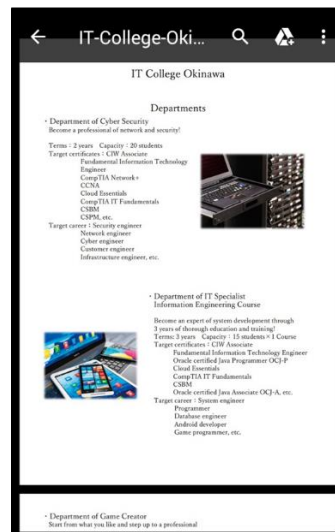 IT-College-Oki...
IT College Okinawa
Departments
・Department of Cyber Security
Become a professional of network and security!
Terms : 2 years Capacity : 20 students
Target certificates : CIW Associate
Fundamental Information Technology
Engineer
CompTIA Network+
CCNA
Cloud Essentials
CompTIA IT Fundamentals
CSBM
CSPM, etc.
Target career : Security engineer
Network engineer
Cyber engineer
Customer engineer
Infrastructure engineer, etc.
・Department of IT Specialist
Information Engineering Course
Become an expert of system development through
3 years of thorough education and training!
Terms: 3 years Capacity : 15 students×1 Course
Target certificates : CIW Associate
Fundamental Information Technology Engineer
Oracle certified Java Programmer OCJ-P
Cloud Essentials
CompTIA IT Fundamentals
CSBM
Oracle certified Java Associate OCJ-A, etc.
Target career : System engineer
Programmer
Database engineer
Android developer
Game programmer, etc.
・Department of Game Creator
Start from what you like and step up to a professional